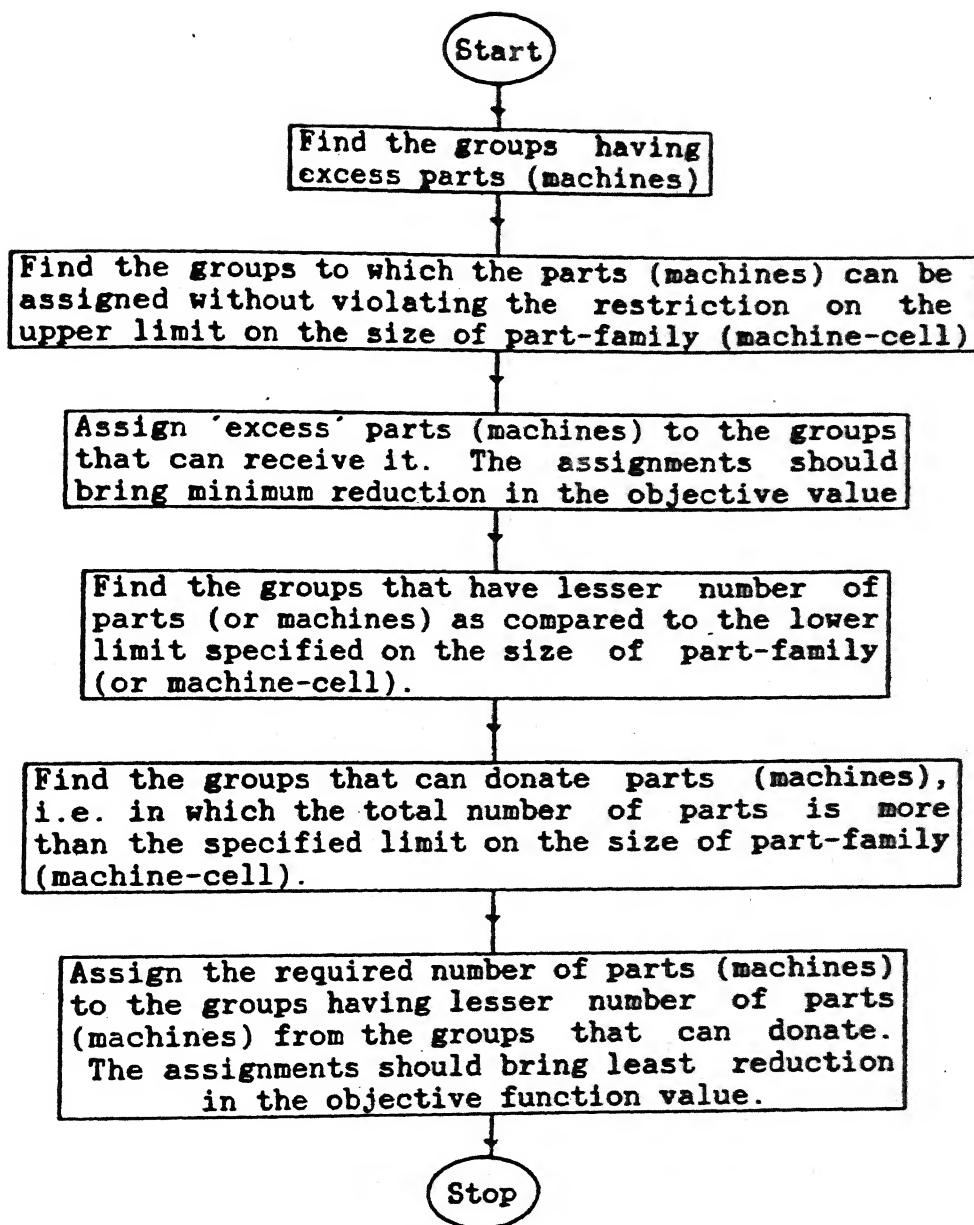 Start
Find the groups having
excess parts (machines)
Find the groups to which the parts (machines) can be
assigned without violating the restriction on the
upper limit on the size of part-family (machine-cell)
Assign 'excess' parts (machines) to the groups
that can receive it. The assignments should
bring minimum reduction in the objective value
Find the groups that have lesser number of
parts (or machines) as compared to the lower
limit specified on the size of part-family
(or machine-cell).
Find the groups that can donate parts (machines),
i.e. in which the total number of parts is more
than the specified limit on the size of part-family
(machine-cell).
Assign the required number of parts (machines)
to the groups having lesser number of parts
(machines) from the groups that can donate.
The assignments should bring least reduction
in the objective function value.
Stop